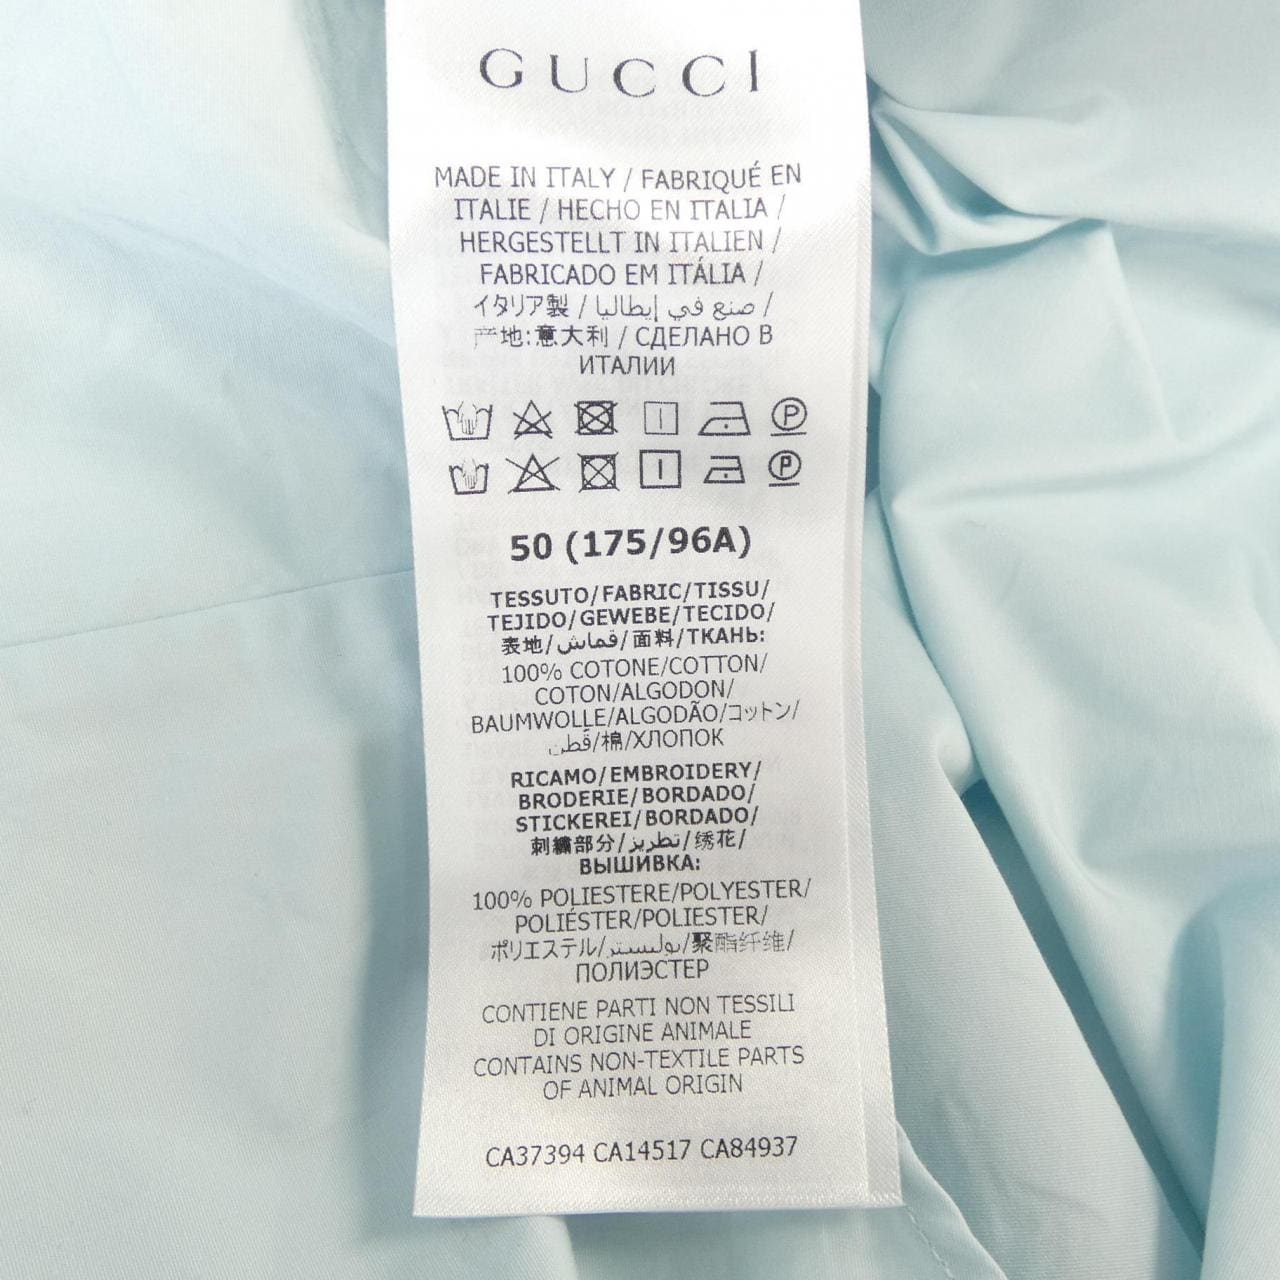 GUCCI
MADE IN ITALY / FABRIQUÉ EN
ITALIE / HECHO EN ITALIA /
HERGESTELLT IN ITALIEN /
FABRICADO EM ITÁLIA /
イタリア製 / صنع في إيطاليا /
产地:意大利 / СДЕЛАНО В
ИТАЛИИ
P
P
50 (175/96A)
TESSUTO/FABRIC/TISSU/
TEJIDO/GEWEBE/TECIDO/
表地/قماش/面料/ТКАНЬ:
100% COTONE/COTTON/
COTON/ALGODON/
BAUMWOLLE/ALGODÃO/コットン/
قطن/棉/ХЛОПОК
RICAMO/EMBROIDERY/
BRODERIE/BORDADO/
STICKEREI/BORDADO/
刺繍部分/تطريز/绣花/
ВЫШИВКА:
100% POLIESTERE/POLYESTER/
POLIÉSTER/POLIESTER/
ポリエステル/بوليستر/聚酯纤维/
ПОЛИЭСТЕР
CONTIENE PARTI NON TESSILI
DI ORIGINE ANIMALE
CONTAINS NON-TEXTILE PARTS
OF ANIMAL ORIGIN
CA37394 CA14517 CA84937